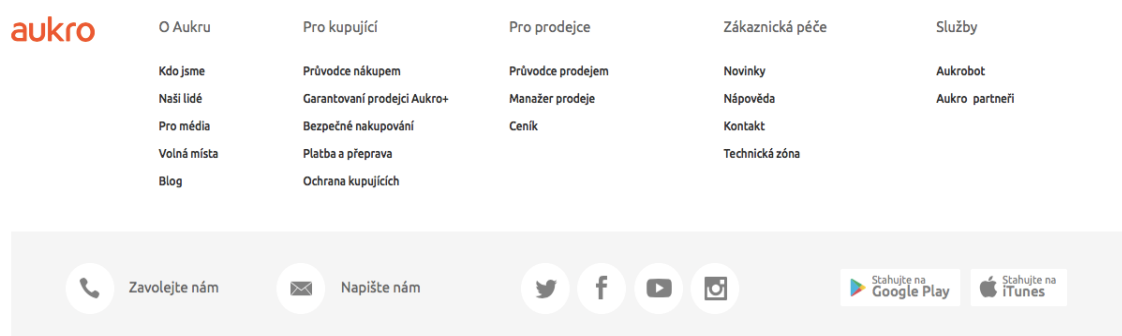 aukro
O Aukru
Kdo jsme
Naši lidé
Pro média
Volná místa
Blog
Pro kupující
Průvodce nákupem
Garantovaní prodejci Aukro+
Bezpečné nakupování
Platba a přeprava
Ochrana kupujících
Pro prodejce
Průvodce prodejem
Manažer prodeje
Ceník
Zákaznická péče
Novinky
Nápověda
Kontakt
Technická zóna
Služby
Aukrobot
Aukro partneři
Zavolejte nám
Napište nám
Stahujte na
Google Play
Stahujte na
iTunes